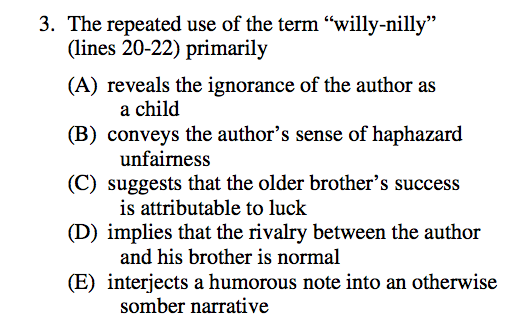 3. The repeated use of the term “willy-nilly”
(lines 20-22) primarily
(A) reveals the ignorance of the author as
a child
(B) conveys the author’s sense of haphazard
unfairness
(C) suggests that the older brother’s success
is attributable to luck
(D) implies that the rivalry between the author
and his brother is normal
(E) interjects a humorous note into an otherwise
somber narrative